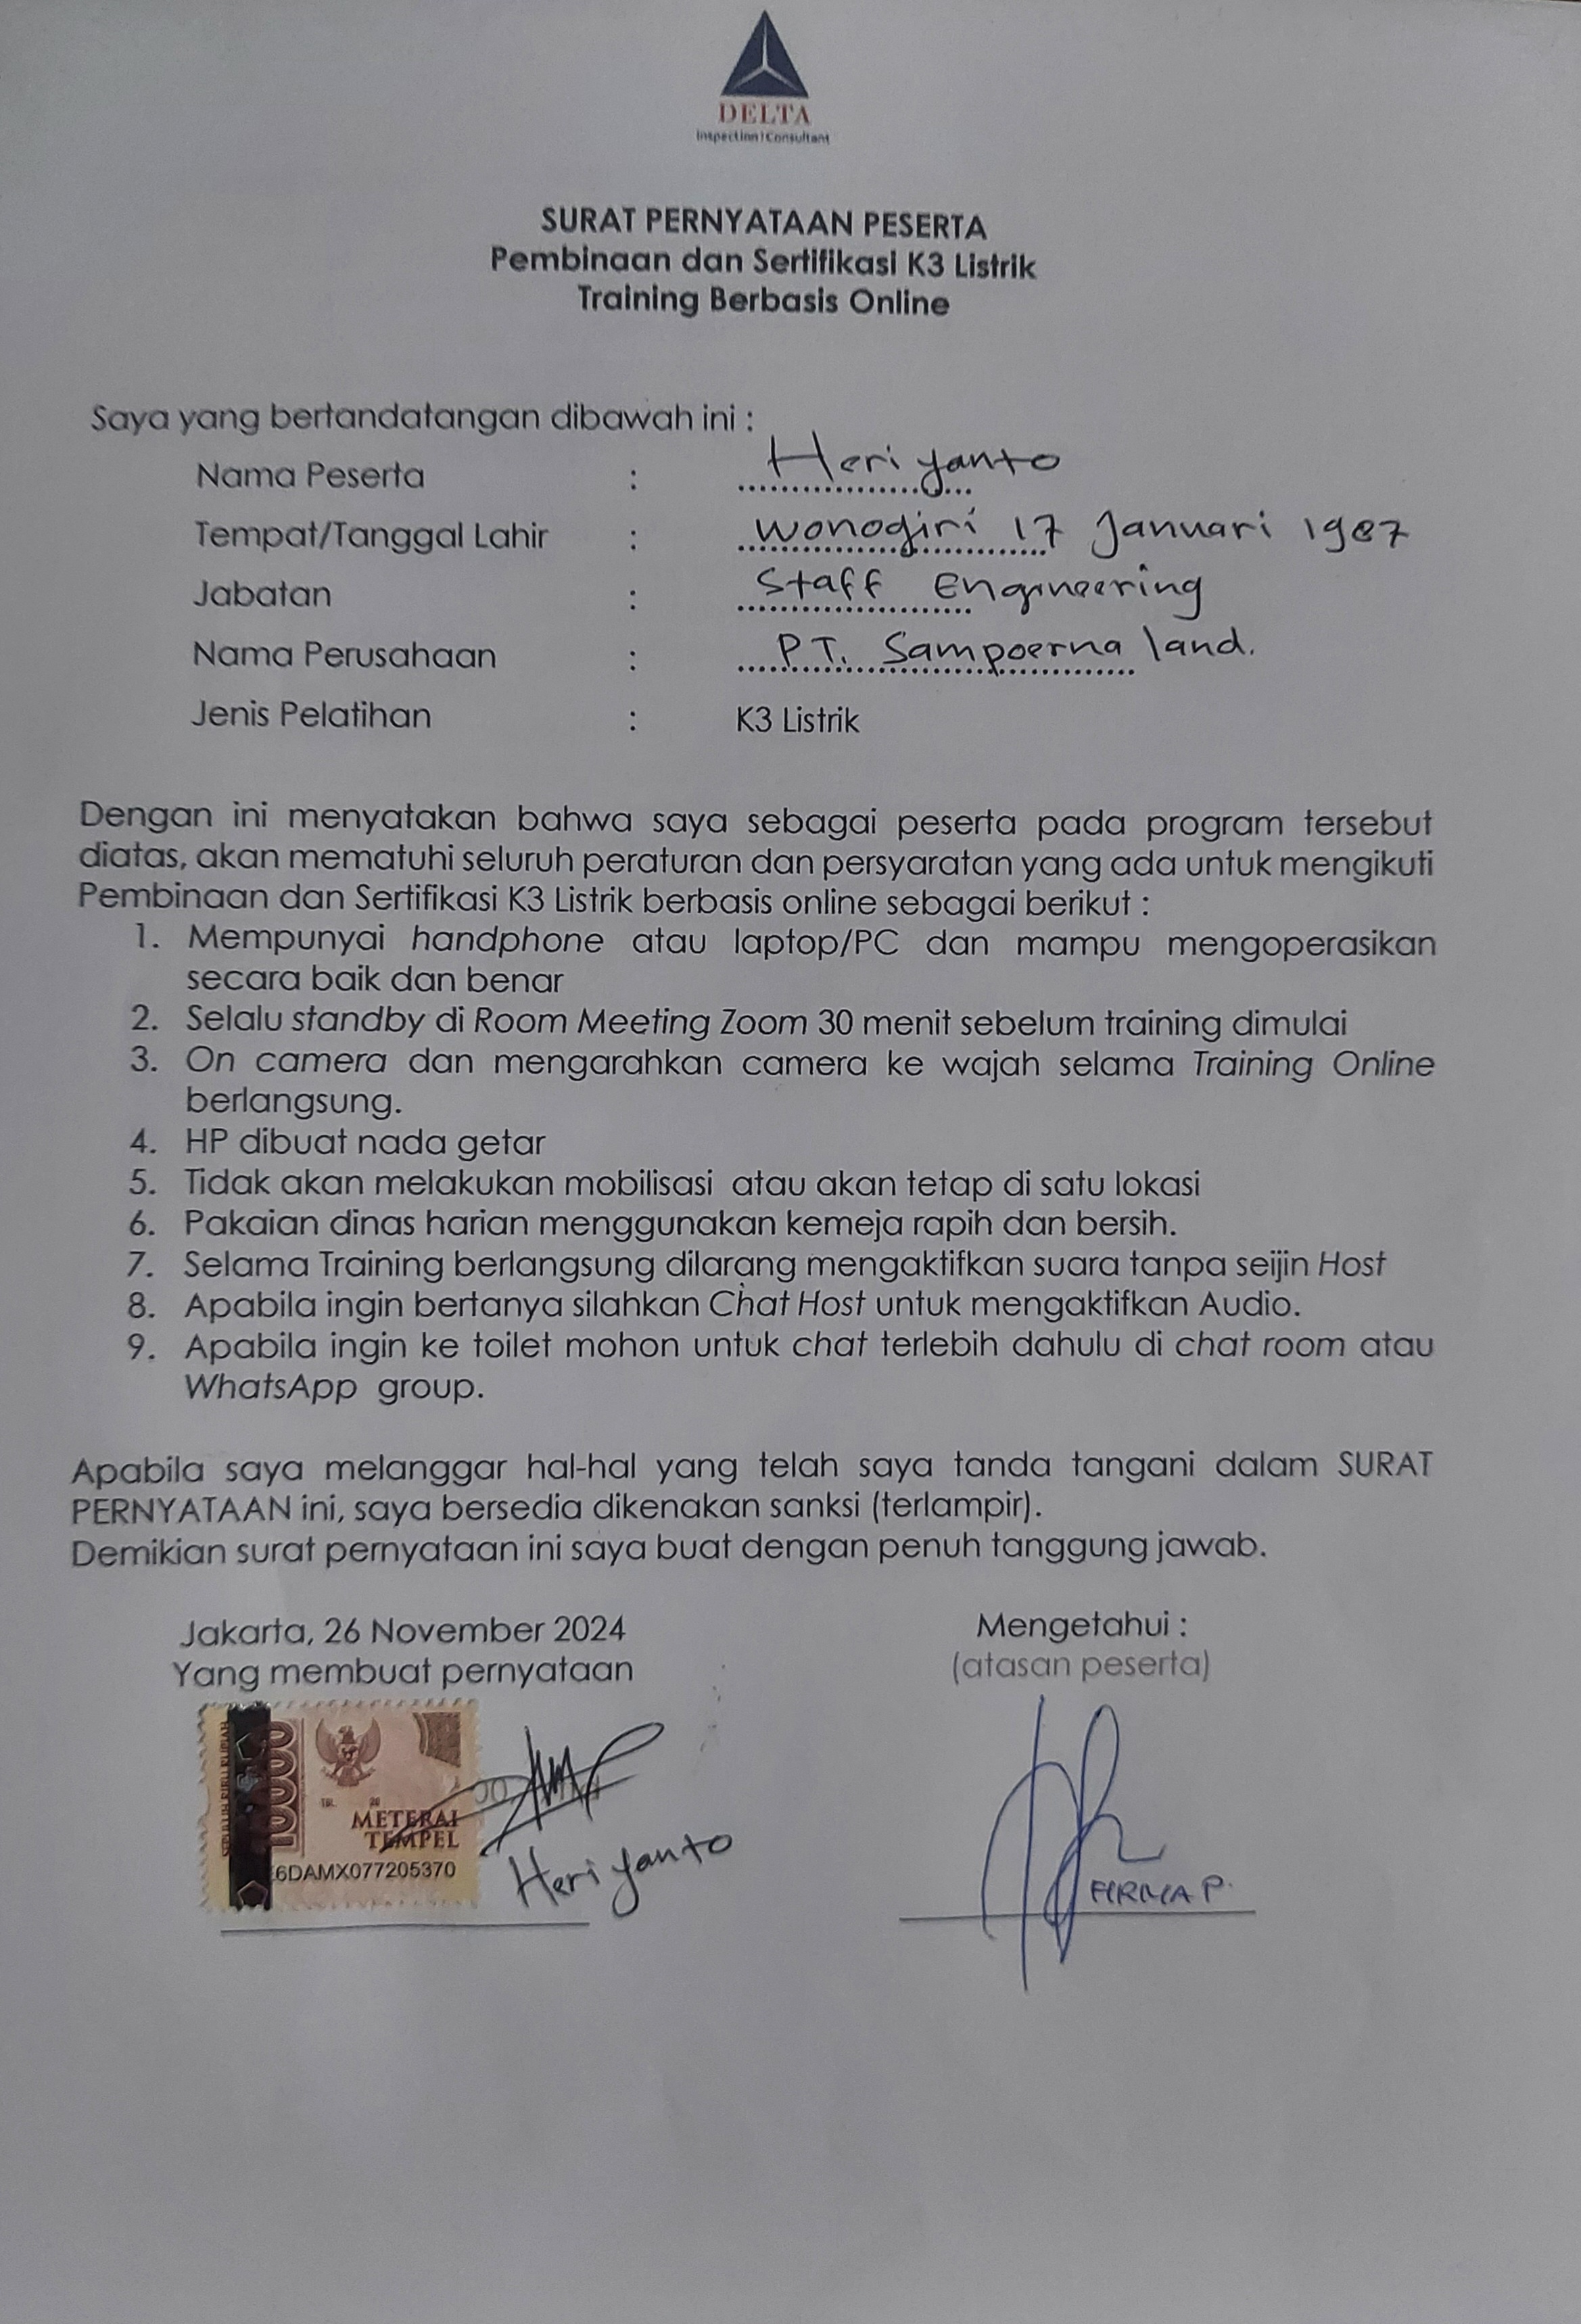 DELTA
Inspection|Consultant
SURAT PERNYATAAN PESERTA
Pembinaan dan Sertifikasi K3 Listrik
Training Berbasis Online
Saya yang bertandatangan dibawah ini :
Nama Peserta : Heriyanto
Tempat/Tanggal Lahir : Wonogiri 17 Januari 1987
Jabatan : Staff Engineering
Nama Perusahaan : PT. Sampoerna land.
Jenis Pelatihan : K3 Listrik
Dengan ini menyatakan bahwa saya sebagai peserta pada program tersebut
diatas, akan mematuhi seluruh peraturan dan persyaratan yang ada untuk mengikuti
Pembinaan dan Sertifikasi K3 Listrik berbasis online sebagai berikut :
1. Mempunyai handphone atau laptop/PC dan mampu mengoperasikan
secara baik dan benar
2. Selalu standby di Room Meeting Zoom 30 menit sebelum training dimulai
3. On camera dan mengarahkan camera ke wajah selama Training Online
berlangsung.
4. HP dibuat nada getar
5. Tidak akan melakukan mobilisasi atau akan tetap di satu lokasi
6. Pakaian dinas harian menggunakan kemeja rapih dan bersih.
7. Selama Training berlangsung dilarang mengaktifkan suara tanpa seijin Host
8. Apabila ingin bertanya silahkan Chat Host untuk mengaktifkan Audio.
9. Apabila ingin ke toilet mohon untuk chat terlebih dahulu di chat room atau
WhatsApp group.
Apabila saya melanggar hal-hal yang telah saya tanda tangani dalam SURAT
PERNYATAAN ini, saya bersedia dikenakan sanksi (terlampir).
Demikian surat pernyataan ini saya buat dengan penuh tanggung jawab.
Jakarta, 26 November 2024
Yang membuat pernyataan
10000
METERAI
TEMPEL
6DAMX077205370
Heriyanto
Mengetahui :
(atasan peserta)